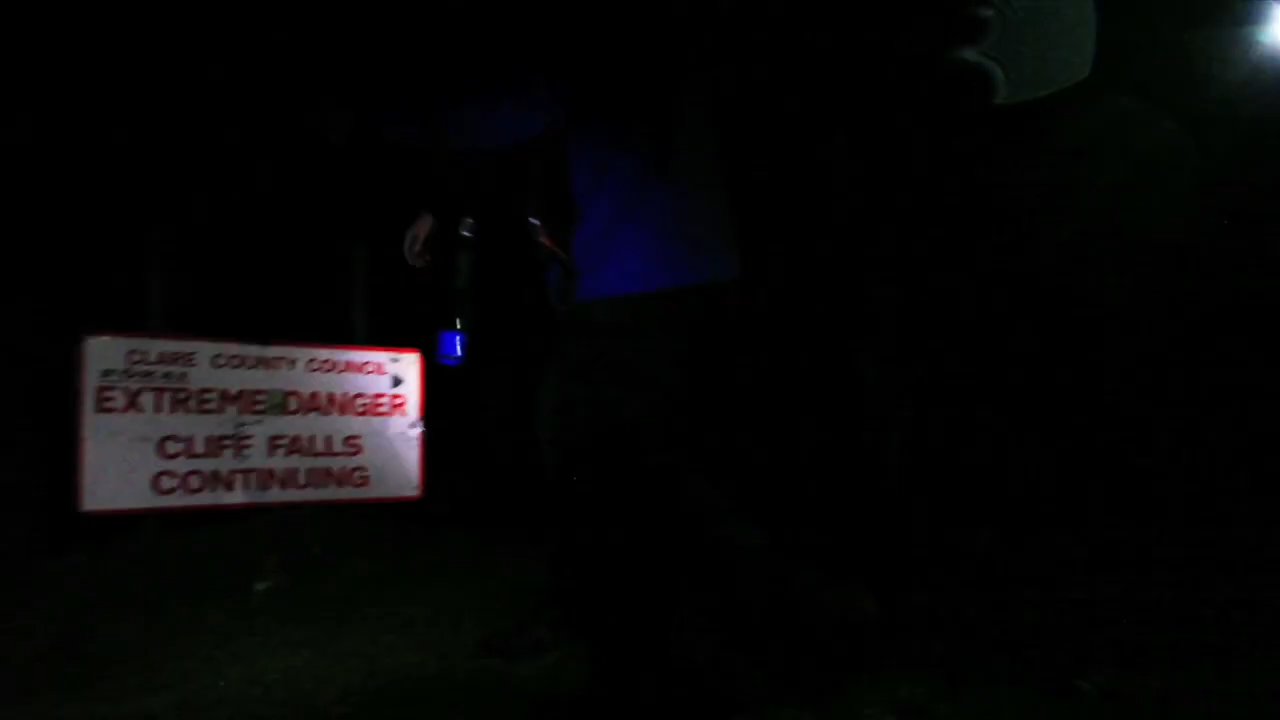 CLARE COUNTY COUNCIL
EXTREME DANGER
CLIFF FALLS
CONTINUING